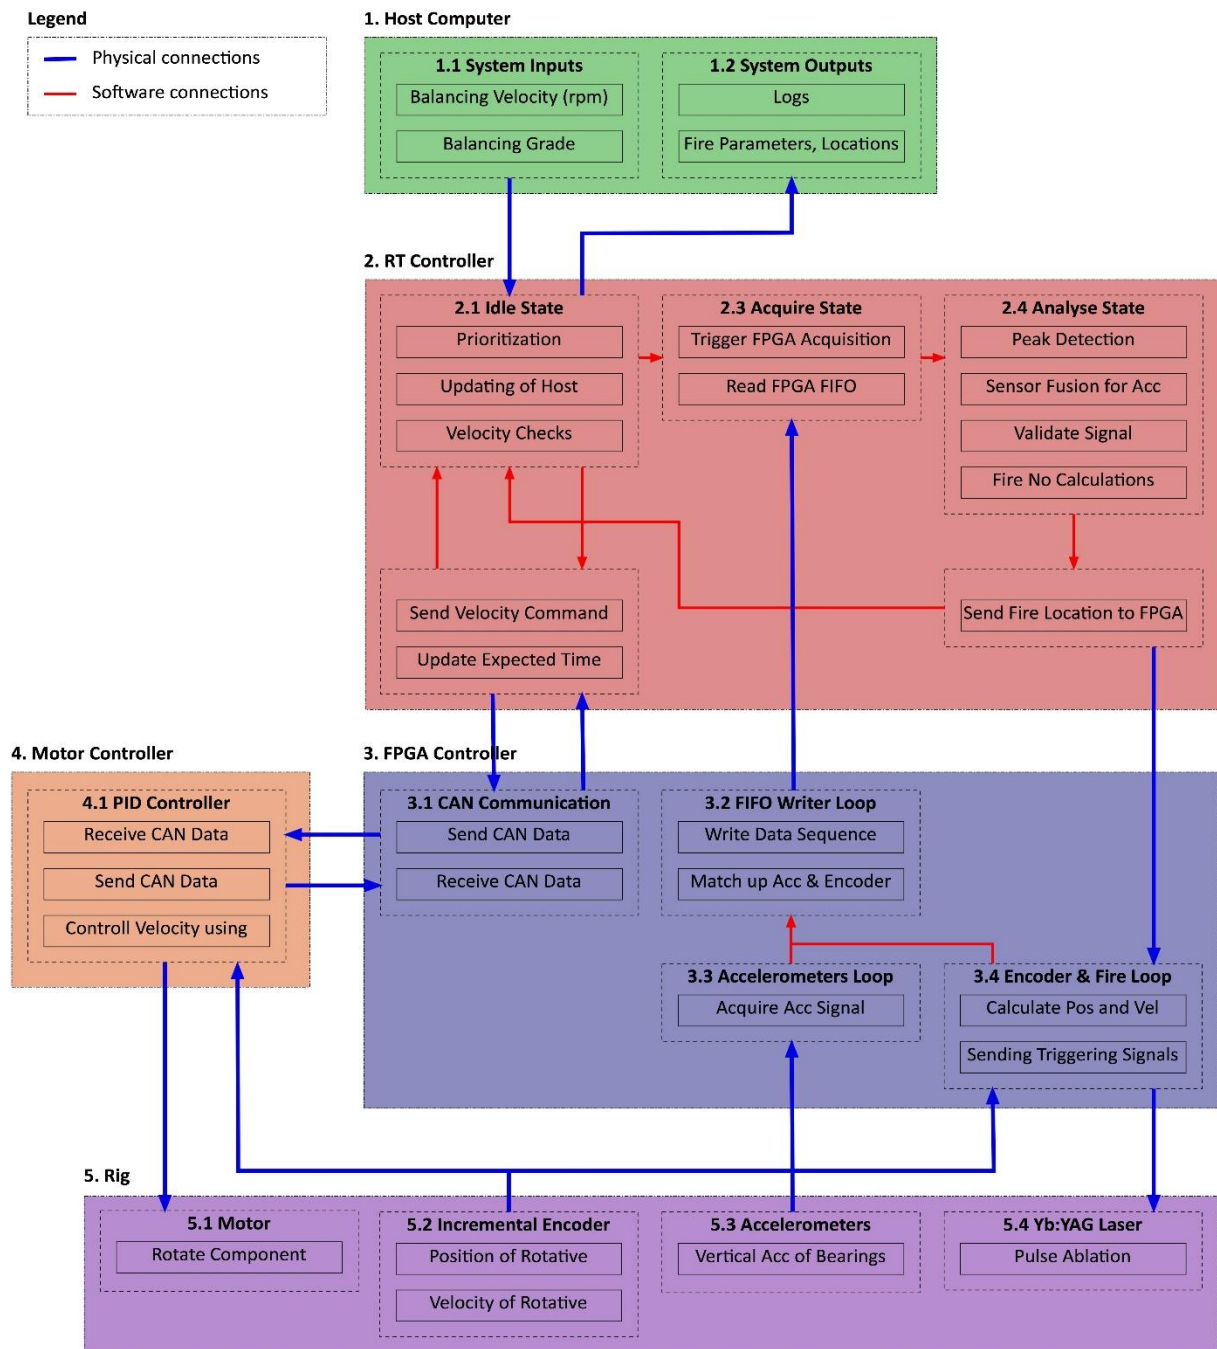 Legend
Physical connections
Software connections
1. Host Computer
1.1 System Inputs
Balancing Velocity (rpm)
Balancing Grade
1.2 System Outputs
Logs
Fire Parameters, Locations
2. RT Controller
2.1 Idle State
Prioritization
Updating of Host
Velocity Checks
2.3 Acquire State
Trigger FPGA Acquisition
Read FPGA FIFO
2.4 Analyse State
Peak Detection
Sensor Fusion for Acc
Validate Signal
Fire No Calculations
Send Velocity Command
Update Expected Time
Send Fire Location to FPGA
4. Motor Controller
4.1 PID Controller
Receive CAN Data
Send CAN Data
Controll Velocity using
3. FPGA Controller
3.1 CAN Communication
Send CAN Data
Receive CAN Data
3.2 FIFO Writer Loop
Write Data Sequence
Match up Acc & Encoder
3.3 Accelerometers Loop
Acquire Acc Signal
3.4 Encoder & Fire Loop
Calculate Pos and Vel
Sending Triggering Signals
5. Rig
5.1 Motor
Rotate Component
5.2 Incremental Encoder
Position of Rotative
Velocity of Rotative
5.3 Accelerometers
Vertical Acc of Bearings
5.4 Yb:YAG Laser
Pulse Ablation